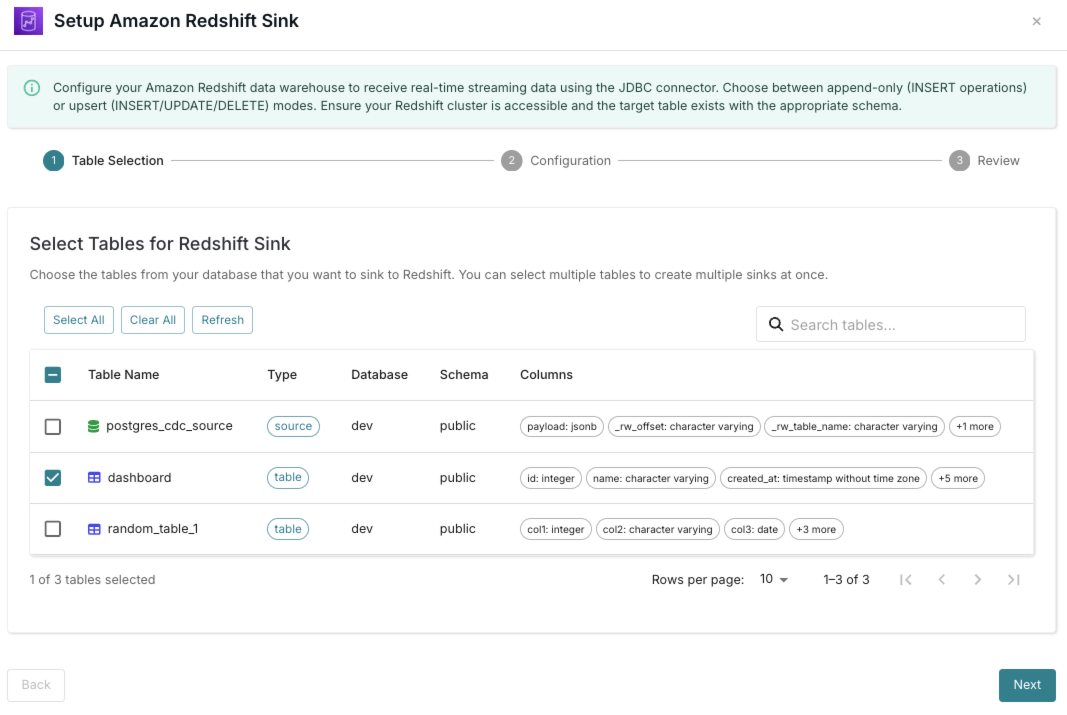 Setup Amazon Redshift Sink
Configure your Amazon Redshift data warehouse to receive real-time streaming data using the JDBC connector. Choose between append-only (INSERT operations)
or upsert (INSERT/UPDATE/DELETE) modes. Ensure your Redshift cluster is accessible and the target table exists with the appropriate schema.
1 Table Selection 2 Configuration 3 Review
Select Tables for Redshift Sink
Choose the tables from your database that you want to sink to Redshift. You can select multiple tables to create multiple sinks at once.
Select All Clear All Refresh Search tables...
Table Name Type Database Schema Columns
postgres_cdc_source source dev public payload: jsonb _rw_offset: character varying _rw_table_name: character varying +1 more
dashboard table dev public id: integer name: character varying created_at: timestamp without time zone +5 more
random_table_1 table dev public col1: integer col2: character varying col3: date +3 more
1 of 3 tables selected Rows per page: 10 1–3 of 3
Back Next